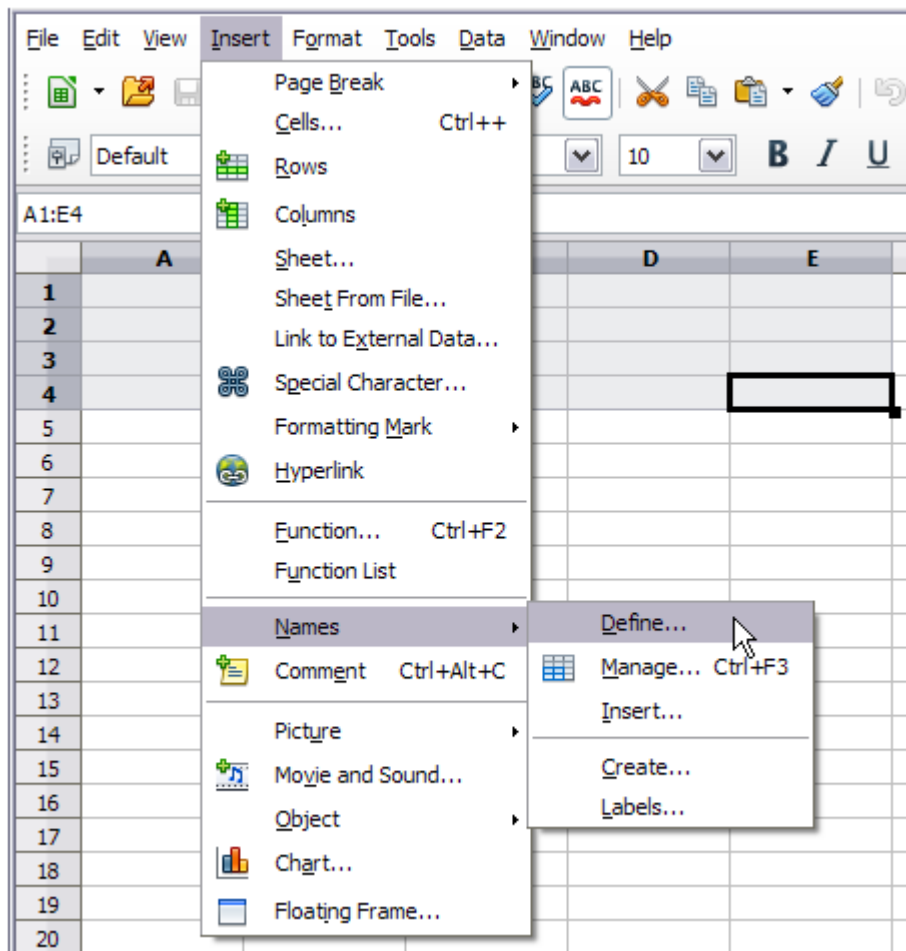 File Edit View Insert Format Tools Data Window Help
ABC
Default 10 B I U
A1:E4
A D E
1
2
3
4
5
6
7
8
9
10
11
12
13
14
15
16
17
18
19
20
Page Break
Cells... Ctrl++
Rows
Columns
Sheet...
Sheet From File...
Link to External Data...
Special Character...
Formatting Mark
Hyperlink
Function... Ctrl+F2
Function List
Names
Comment Ctrl+Alt+C
Picture
Movie and Sound...
Object
Chart...
Floating Frame...
Define...
Manage... Ctrl+F3
Insert...
Create...
Labels...